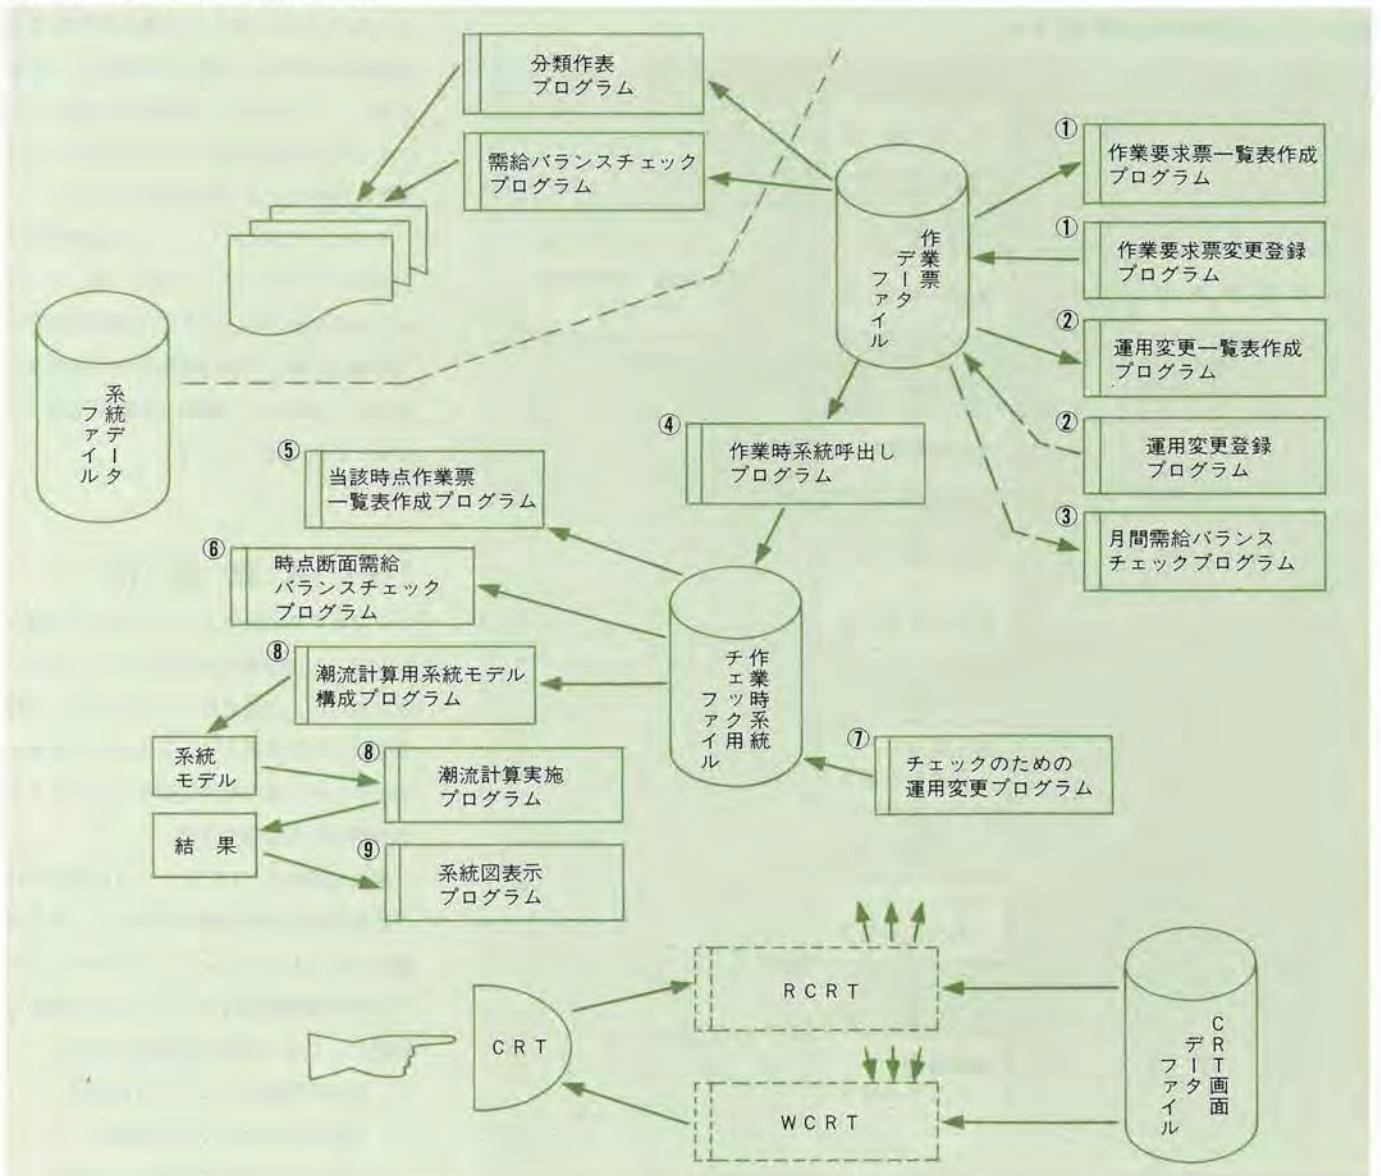 分類作表
プログラム
需給バランスチェック
プログラム
①
作業要求票一覧表作成
プログラム
①
作業要求票変更登録
プログラム
②
運用変更一覧表作成
プログラム
②
運用変更登録
プログラム
③
月間需給バランス
チェックプログラム
作業票
データ
ファイル
系統データ
ファイル
④
作業時系統呼出し
プログラム
⑤
当該時点作業票
一覧表作成プログラム
⑥
時点断面需給
バランスチェック
プログラム
作業時系統
チェック用
ファイル
⑦
チェックのための
運用変更プログラム
⑧
潮流計算用系統モデル
構成プログラム
系統
モデル
⑧
潮流計算実施
プログラム
結 果
⑨
系統図表示
プログラム
CRT
RCRT
WCRT
CRT画面
データ
ファイル